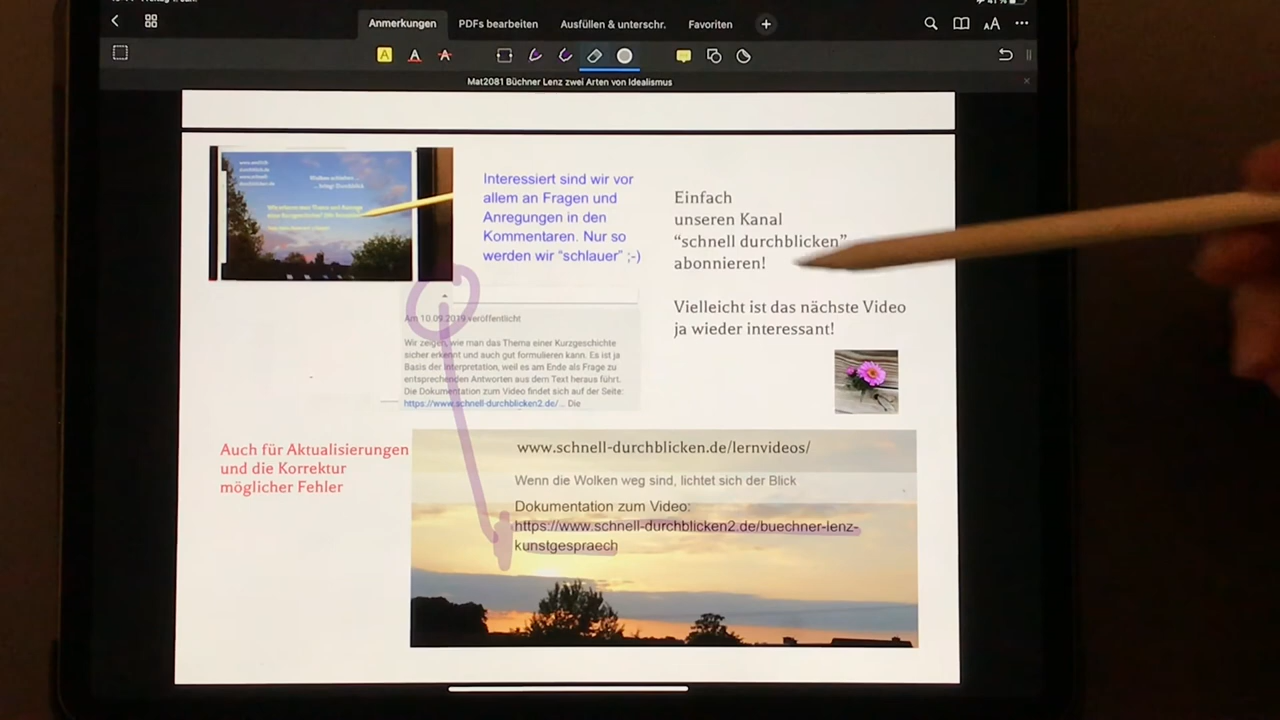 Anmerkungen
PDFs bearbeiten
Ausfüllen & unterschr.
Favoriten
Mat2081 Büchner Lenz zwei Arten von Idealismus
Interessiert sind wir vor
allem an Fragen und
Anregungen in den
Kommentaren. Nur so
werden wir “schlauer” ;-)
Einfach
unseren Kanal
“schnell durchblicken”
abonnieren!
Vielleicht ist das nächste Video
ja wieder interessant!
Am 10.09.2019 veröffentlicht
Wir zeigen, wie man das Thema einer Kurzgeschichte
sicher erkennt und auch gut formulieren kann. Es ist ja
Basis der Interpretation, weil es am Ende als Frage zu
entsprechenden Antworten aus dem Text heraus führt.
Die Dokumentation zum Video findet sich auf der Seite:
https://www.schnell-durchblicken2.de/... Die
Auch für Aktualisierungen
und die Korrektur
möglicher Fehler
www.schnell-durchblicken.de/lernvideos/
Wenn die Wolken weg sind, lichtet sich der Blick
Dokumentation zum Video:
https://www.schnell-durchblicken2.de/buechner-lenz-
kunstgespraech